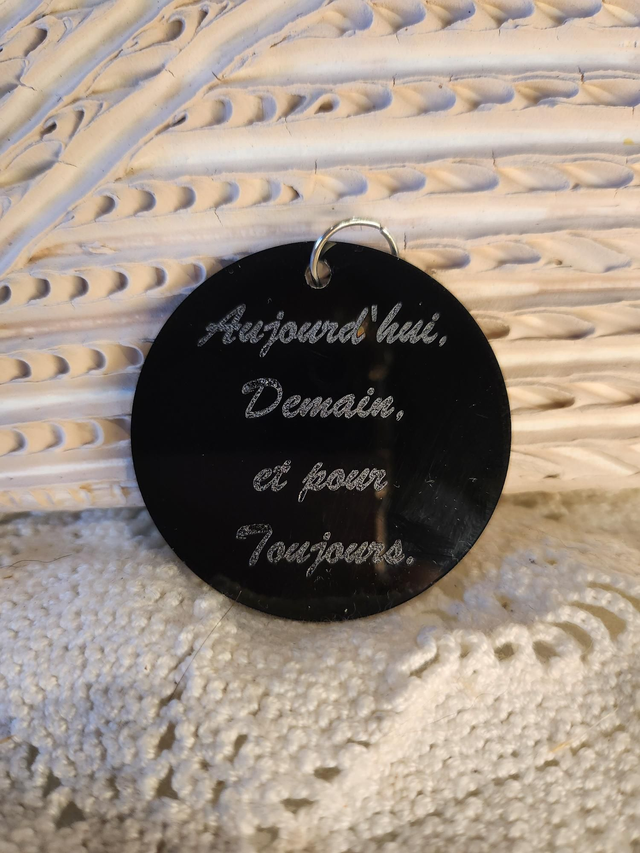 Aujourd'hui,
Demain,
et pour
Toujours.